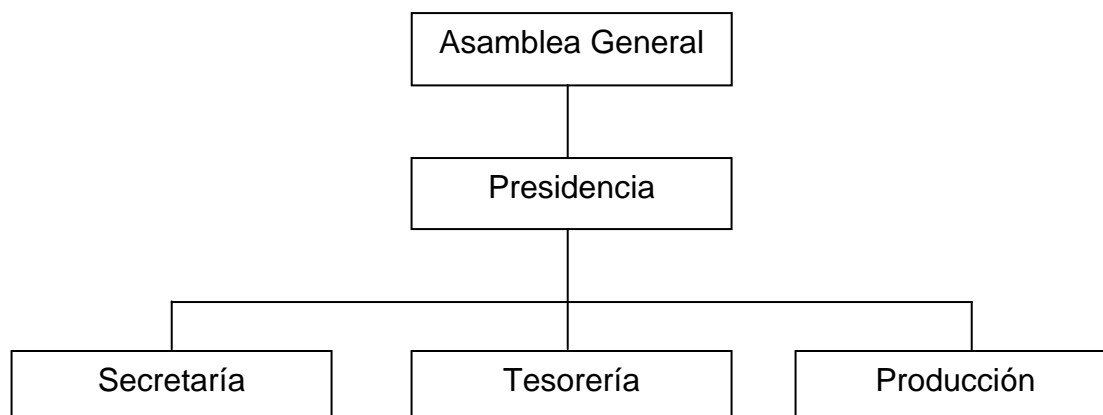 Asamblea General
Presidencia
Secretaría
Tesorería
Producción